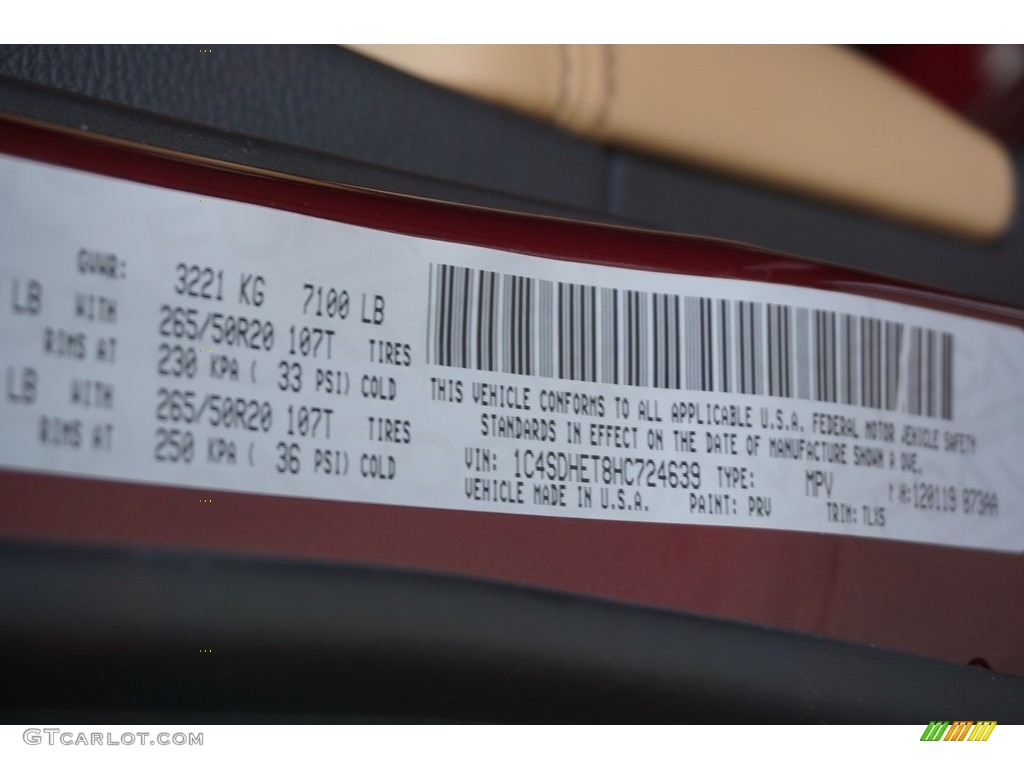 GVWR: 3221 KG 7100 LB
LB WITH 265/50R20 107T TIRES
RIMS AT 230 KPA ( 33 PSI) COLD
LB WITH 265/50R20 107T TIRES
RIMS AT 250 KPA ( 36 PSI) COLD
THIS VEHICLE CONFORMS TO ALL APPLICABLE U.S.A. FEDERAL MOTOR VEHICLE SAFETY
STANDARDS IN EFFECT ON THE DATE OF MANUFACTURE SHOWN A OVE.
VIN: 1C4SDHET8HC724639 TYPE: MPV :120119 873AA
VEHICLE MADE IN U.S.A. PAINT: PRV TRIM: TLX5
GTCARLOT.COM